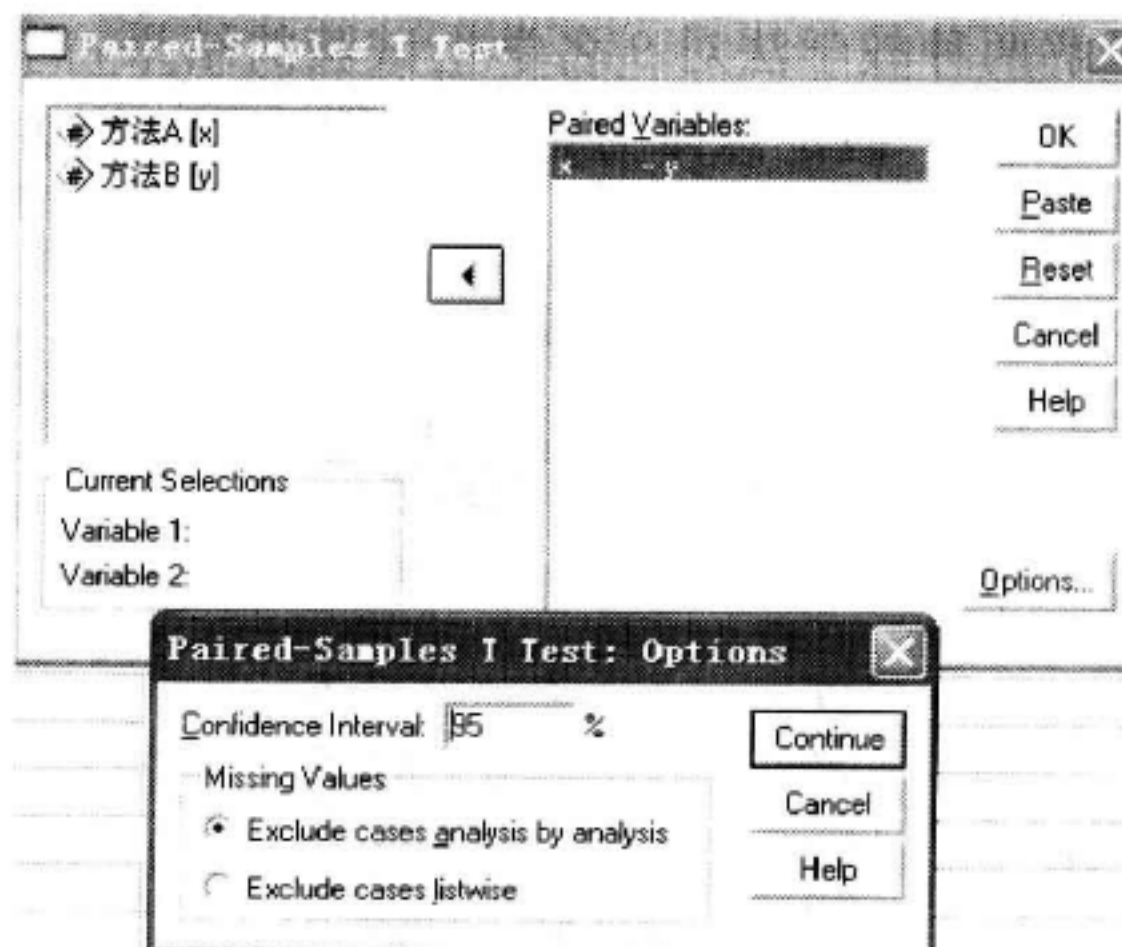 Paired-Samples T Test
方法A [x]
方法B [y]
Paired Variables:
x - y
OK
Paste
Reset
Cancel
Help
Current Selections
Variable 1:
Variable 2:
Options...
Paired-Samples T Test: Options
Confidence Interval: 95 %
Continue
Missing Values
Cancel
Exclude cases analysis by analysis
Help
Exclude cases listwise